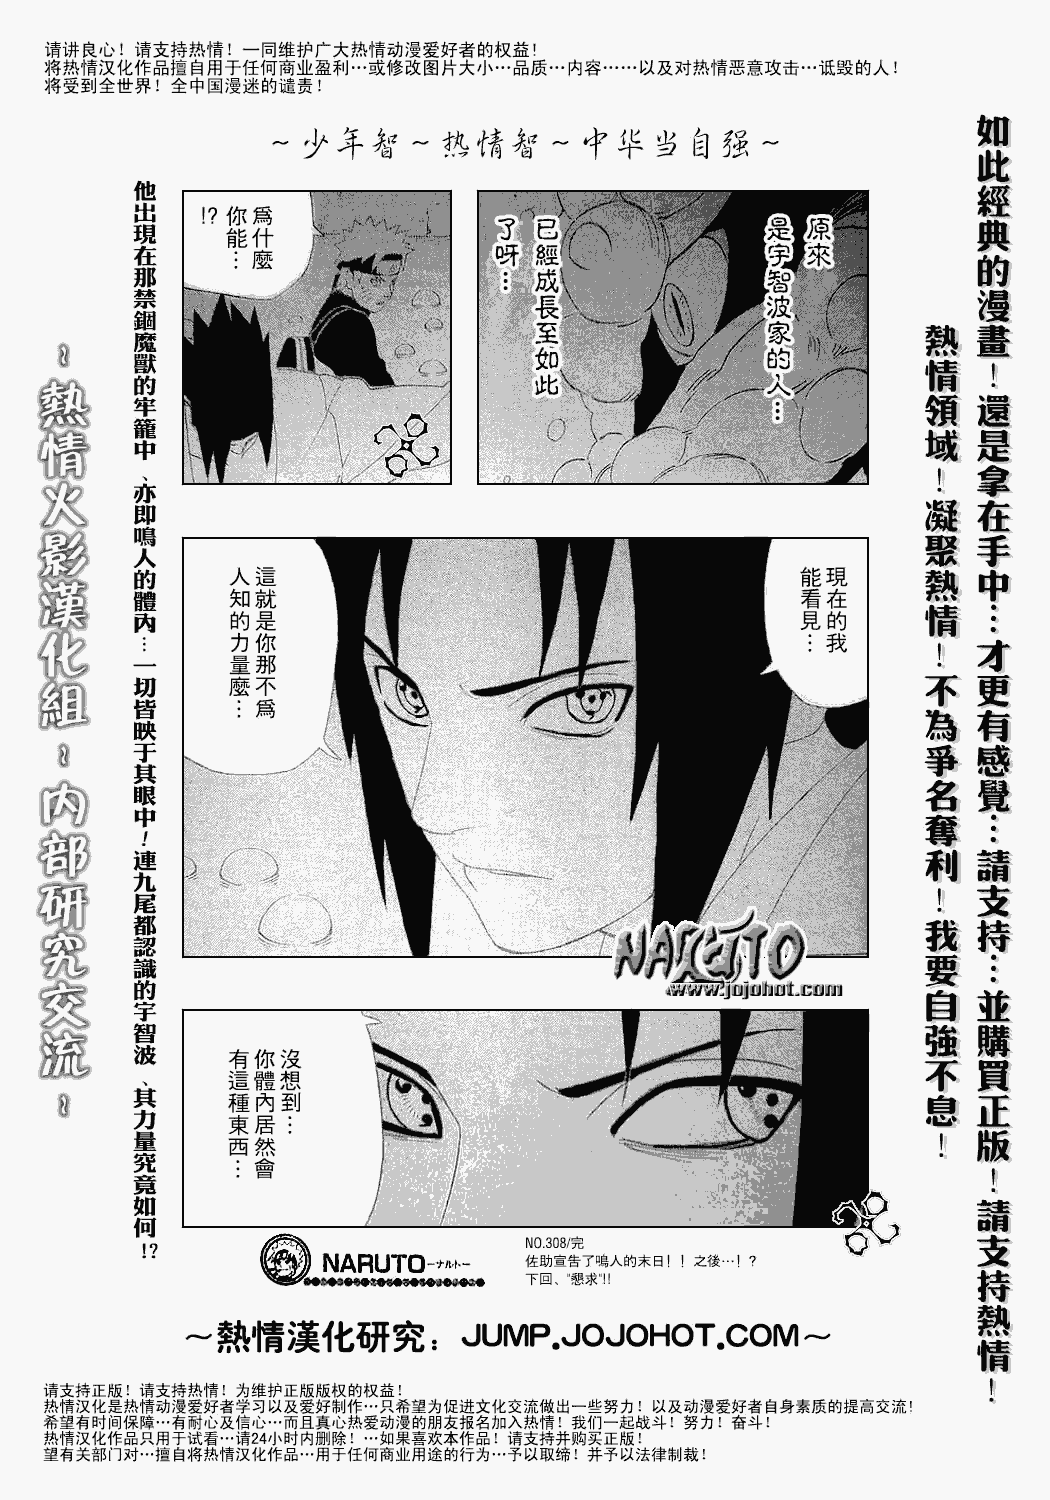 请讲良心！请支持热情！一同维护广大热情动漫爱好者的权益！
将热情汉化作品擅自用于任何商业盈利…或修改图片大小…品质…内容……以及对热情恶意攻击…诋毁的人！
将受到全世界！全中国漫迷的谴责！
～少年智～热情智～中华当自强～
如此經典的漫畫！還是拿在手中…才更有感覺…請支持…並購買正版！請支持熱情！
熱情領域！凝聚熱情！不為爭名奪利！我要自強不息！
原來
是宇智波家的人…
已經成長至如此
了呀…
爲什麼
你能…
!?
他出現在那禁錮魔獸的牢籠中、亦即鳴人的體內…一切皆映于其眼中！連九尾都認識的宇智波、其力量究竟如何!?
～熱情火影漢化組～內部研究交流～
現在的我
能看見…
這就是你那不爲
人知的力量麼…
NARUTO
www.jojohot.com
沒想到…
你體內居然會
有這種東西…
NARUTO—ナルト—
NO.308/完
佐助宣告了鳴人的末日！！之後…！？
下回、"懇求"!!
～熱情漢化研究：JUMP.JOJOHOT.COM～
请支持正版！请支持热情！为维护正版版权的权益！
热情汉化是热情动漫爱好者学习以及爱好制作…只希望为促进文化交流做出一些努力！以及动漫爱好者自身素质的提高交流！
希望有时间保障…有耐心及信心…而且真心热爱动漫的朋友报名加入热情！我们一起战斗！努力！奋斗！
热情汉化作品只用于试看…请24小时内删除！…如果喜欢本作品！请支持并购买正版！
望有关部门对…擅自将热情汉化作品…用于任何商业用途的行为…予以取缔！并予以法律制裁！